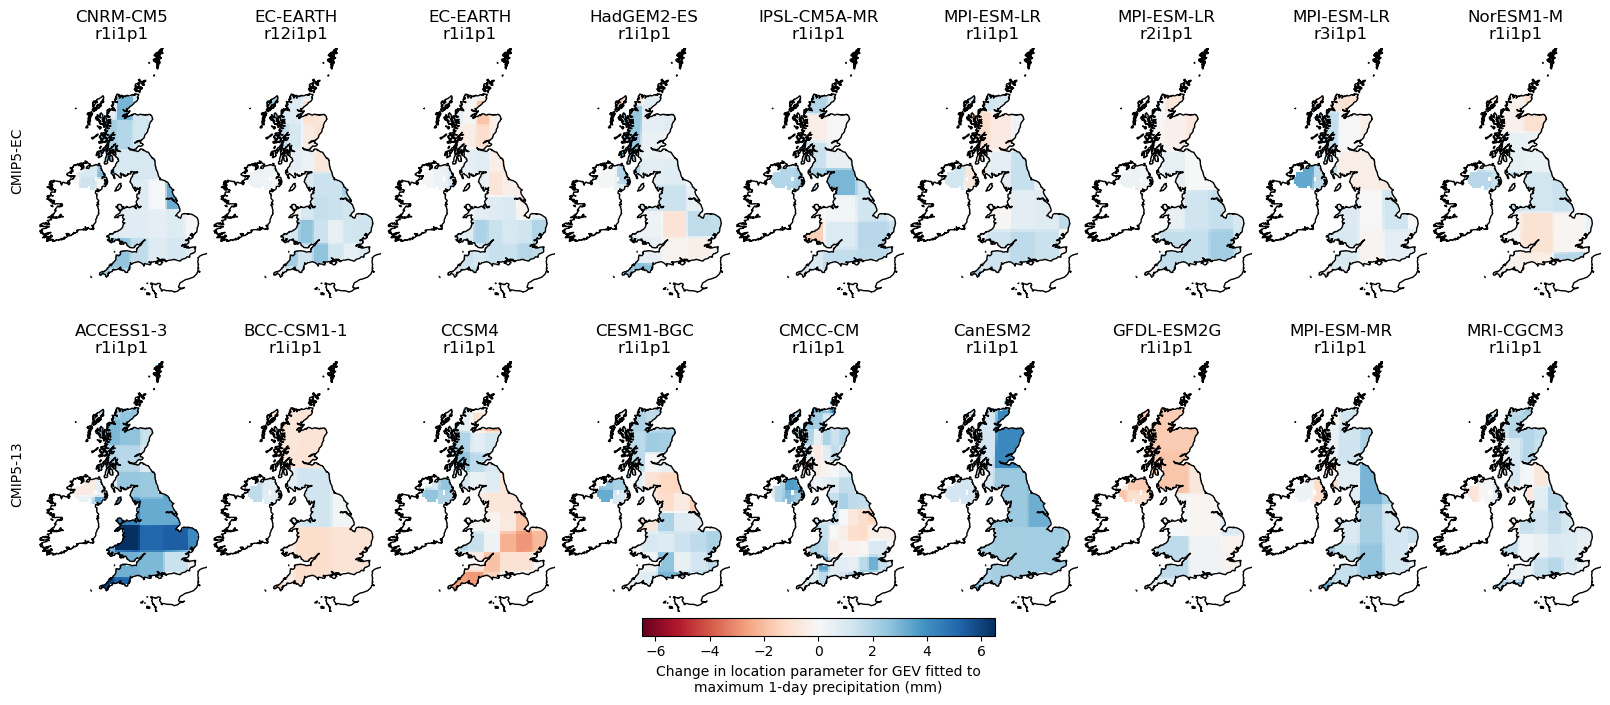 CNRM-CM5
r1i1p1
EC-EARTH
r12i1p1
EC-EARTH
r1i1p1
HadGEM2-ES
r1i1p1
IPSL-CM5A-MR
r1i1p1
MPI-ESM-LR
r1i1p1
MPI-ESM-LR
r2i1p1
MPI-ESM-LR
r3i1p1
NorESM1-M
r1i1p1
CMIP5-EC
ACCESS1-3
r1i1p1
BCC-CSM1-1
r1i1p1
CCSM4
r1i1p1
CESM1-BGC
r1i1p1
CMCC-CM
r1i1p1
CanESM2
r1i1p1
GFDL-ESM2G
r1i1p1
MPI-ESM-MR
r1i1p1
MRI-CGCM3
r1i1p1
CMIP5-13
−6 −4 −2 0 2 4 6
Change in location parameter for GEV fitted to
maximum 1-day precipitation (mm)